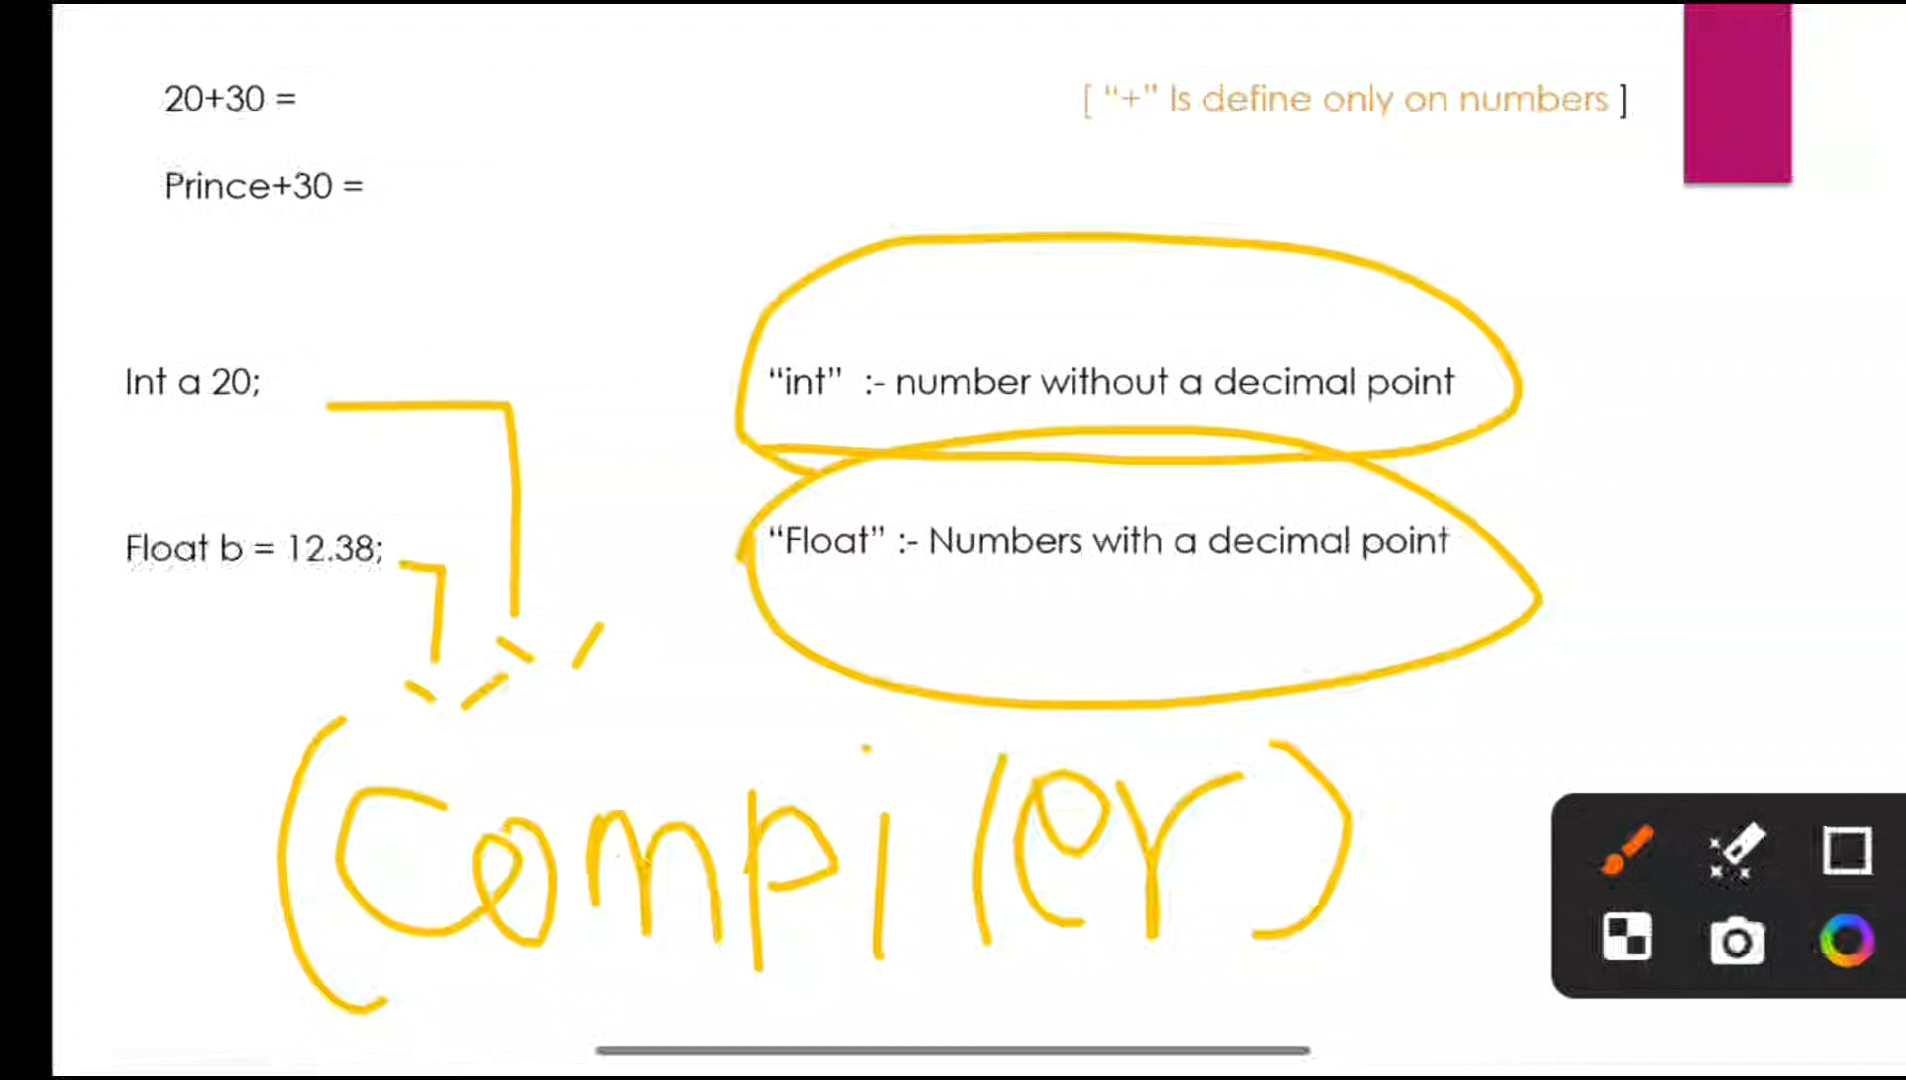 20+30 =
[ “+” Is define only on numbers ]
Prince+30 =
Int a 20;
“int” :- number without a decimal point
Float b = 12.38;
“Float” :- Numbers with a decimal point
(Compiler)